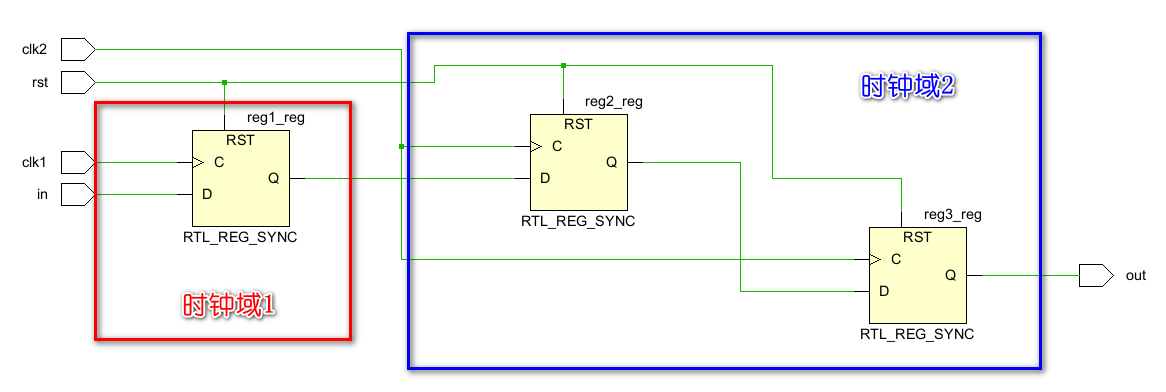 clk2
rst
clk1
in
reg1_reg
RST
C
D
Q
RTL_REG_SYNC
时钟域1
时钟域2
reg2_reg
RST
C
D
Q
RTL_REG_SYNC
reg3_reg
RST
C
D
Q
RTL_REG_SYNC
out